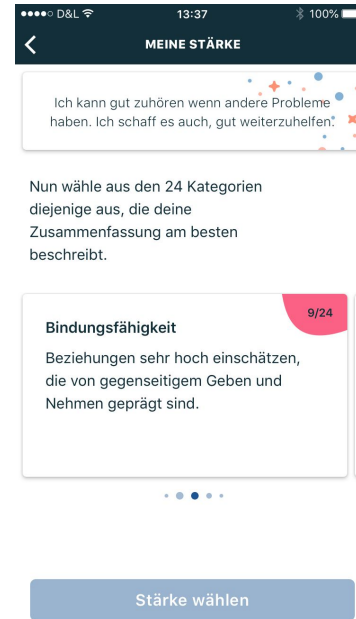 D&L 13:37 100%
MEINE STÄRKE
Ich kann gut zuhören wenn andere Probleme
haben. Ich schaff es auch, gut weiterzuhelfen.
Nun wähle aus den 24 Kategorien
diejenige aus, die deine
Zusammenfassung am besten
beschreibt.
9/24
Bindungsfähigkeit
Beziehungen sehr hoch einschätzen,
die von gegenseitigem Geben und
Nehmen geprägt sind.
Stärke wählen